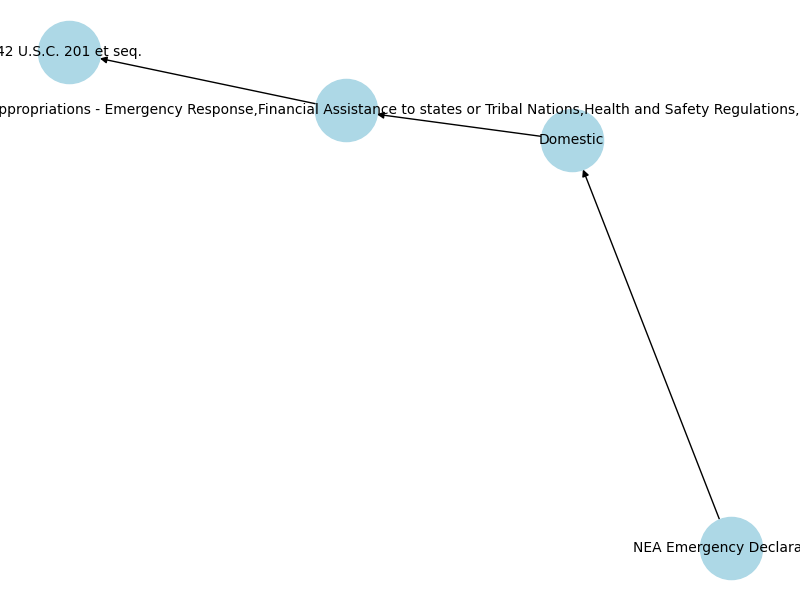 42 U.S.C. 201 et seq.
ppropriations - Emergency Response,Financial Assistance to states or Tribal Nations,Health and Safety Regulations,
Domestic
NEA Emergency Declara